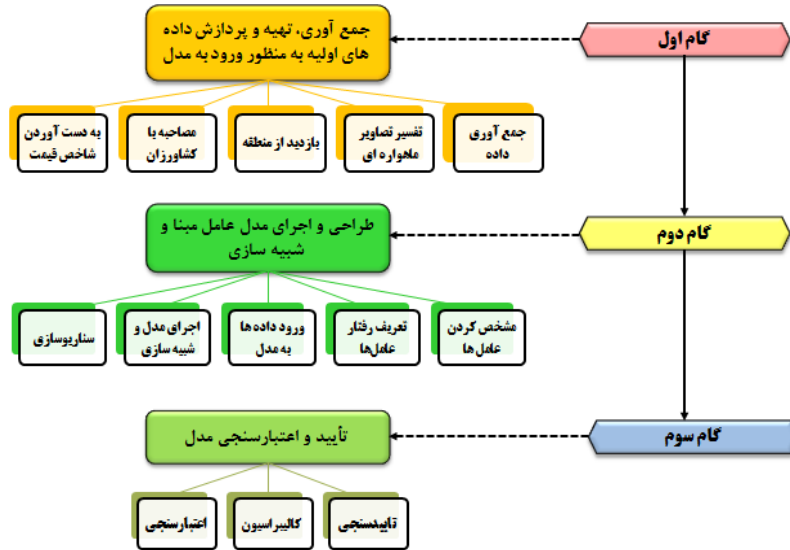 گام اول
جمع آوری، تهیه و پردازش داده
های اولیه به منظور ورود به مدل
جمع آوری
داده
تفسیر تصاویر
ماهواره ای
بازدید از منطقه
مصاحبه با
کشاورزان
به دست آوردن
شاخص قیمت
گام دوم
طراحی و اجرای مدل عامل مبنا و
شبیه سازی
مشخص کردن
عامل ها
تعریف رفتار
عامل‌ها
ورود داده‌ها
به مدل
اجرای مدل و
شبیه سازی
سناریوسازی
گام سوم
تأیید و اعتبارسنجی مدل
تاییدسنجی
کالیبراسیون
اعتبارسنجی